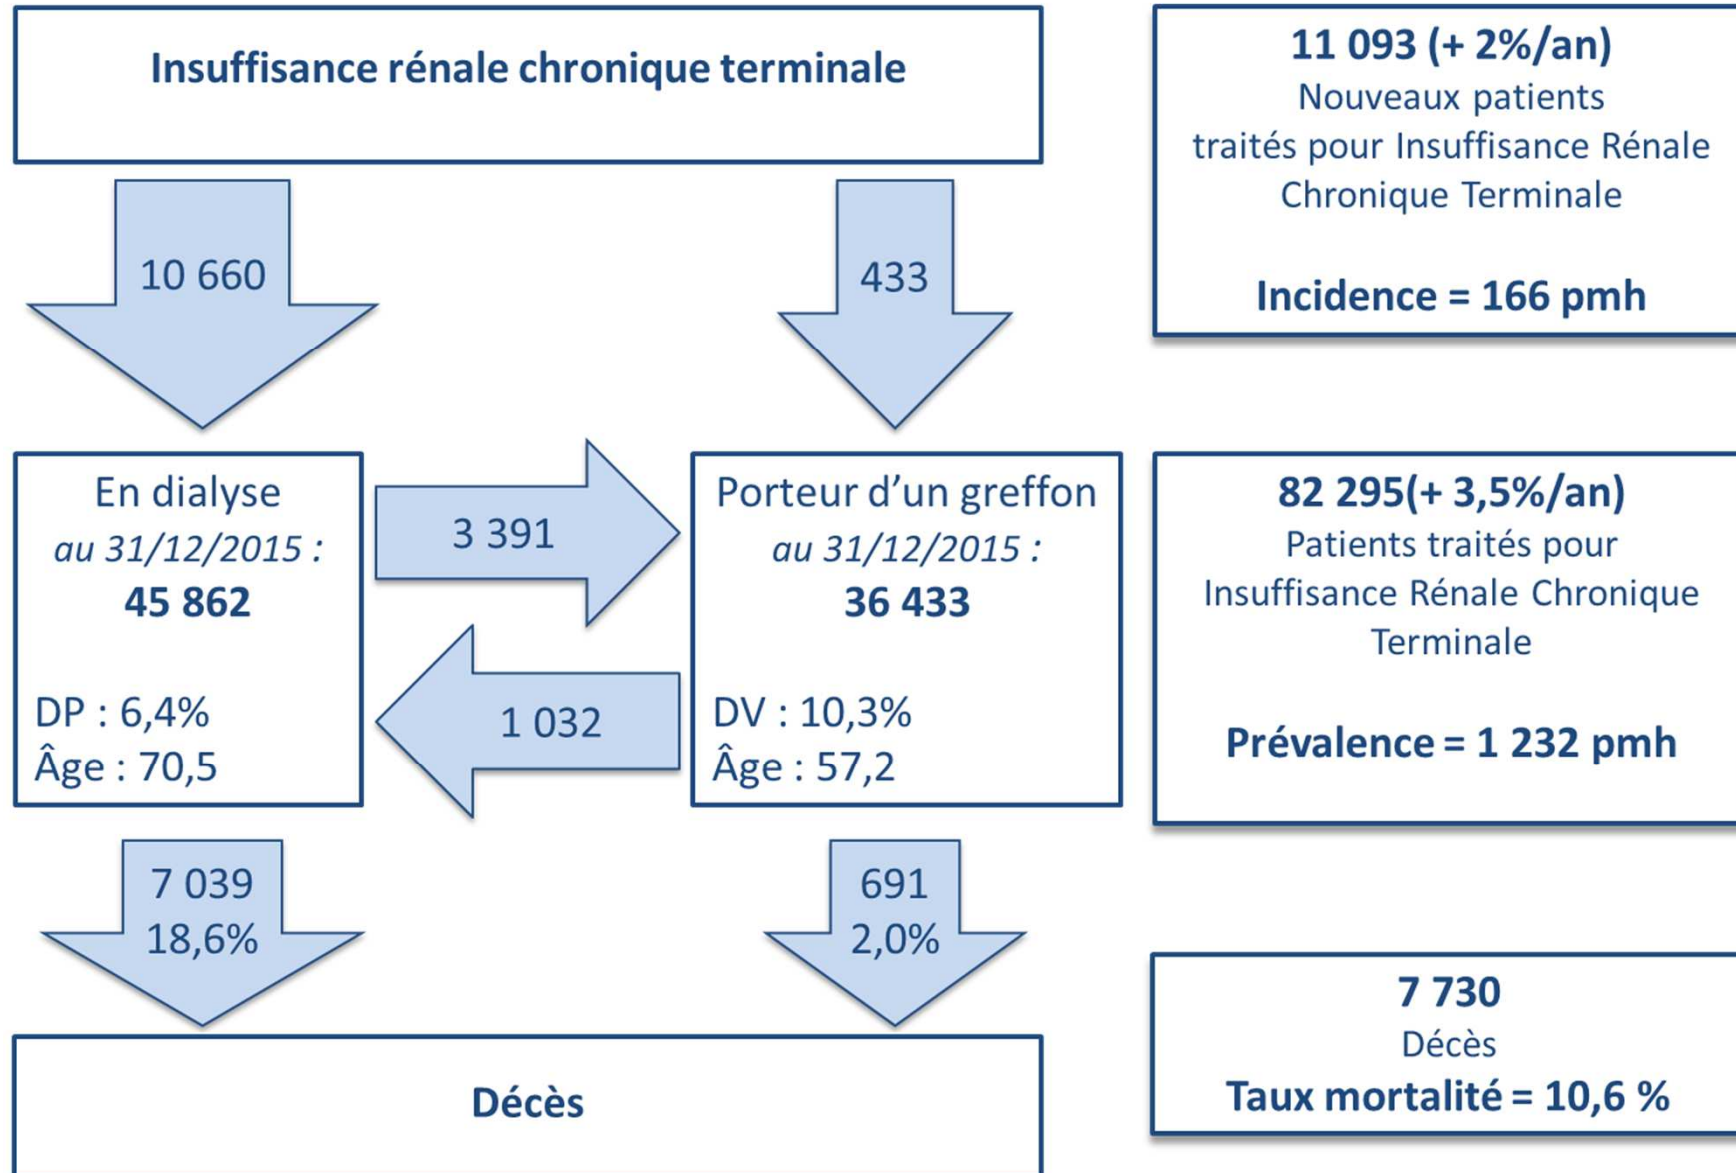 Insuffisance rénale chronique terminale
11 093 (+ 2%/an)
Nouveaux patients
traités pour Insuffisance Rénale
Chronique Terminale
Incidence = 166 pmh
10 660
433
En dialyse
au 31/12/2015 :
45 862
DP : 6,4%
Âge : 70,5
3 391
1 032
Porteur d’un greffon
au 31/12/2015 :
36 433
DV : 10,3%
Âge : 57,2
82 295(+ 3,5%/an)
Patients traités pour
Insuffisance Rénale Chronique
Terminale
Prévalence = 1 232 pmh
7 039
18,6%
691
2,0%
7 730
Décès
Taux mortalité = 10,6 %
Décès